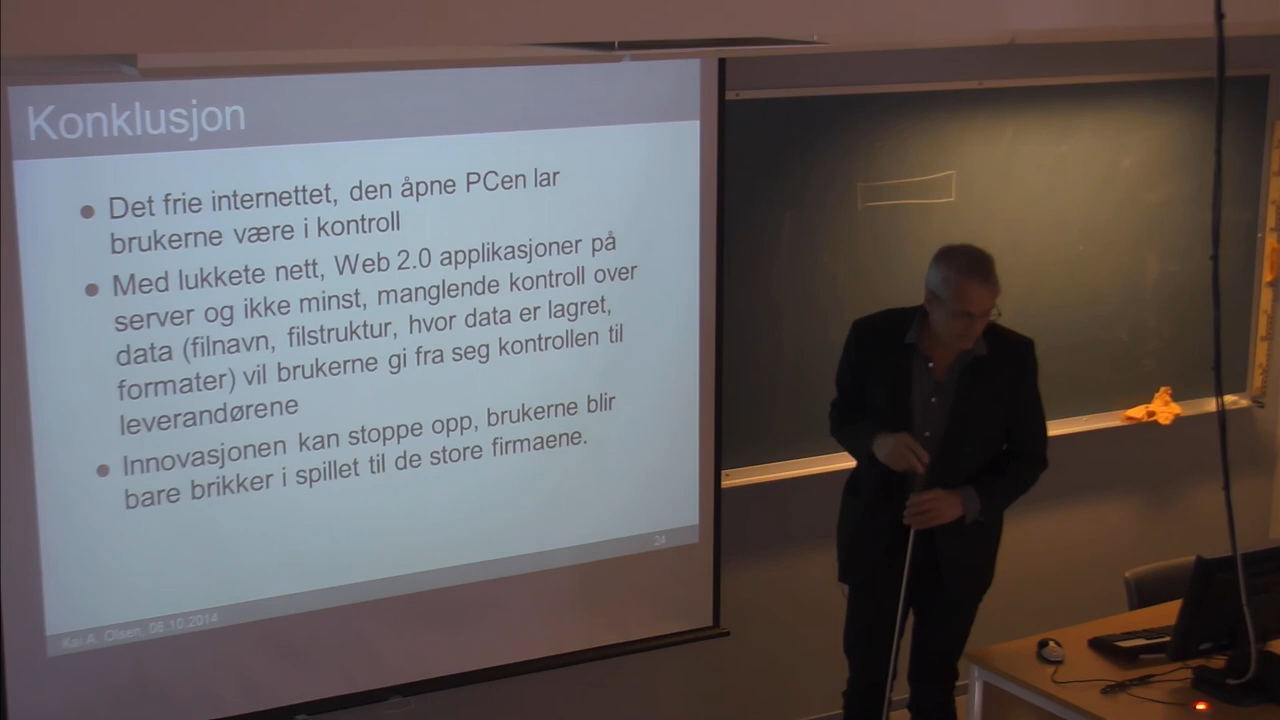 Konklusjon
Det frie internettet, den åpne PCen lar
brukerne være i kontroll
Med lukkete nett, Web 2.0 applikasjoner på
server og ikke minst, manglende kontroll over
data (filnavn, filstruktur, hvor data er lagret,
formater) vil brukerne gi fra seg kontrollen til
leverandørene
Innovasjonen kan stoppe opp, brukerne blir
bare brikker i spillet til de store firmaene.
24
Kai A. Olsen, 06.10.2014